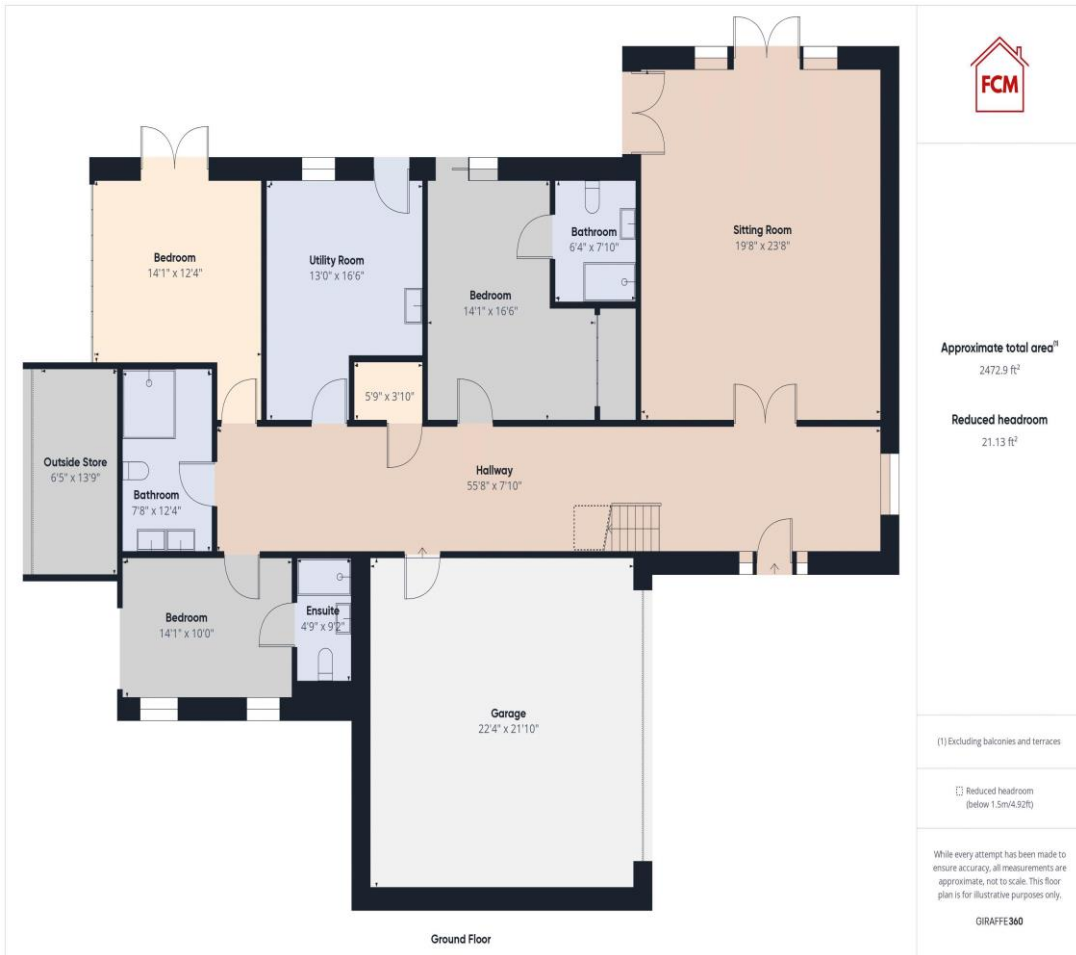 FCM
Bedroom
14'1" x 12'4"
Utility Room
13'0" x 16'6"
Bathroom
6'4" x 7'10"
Bedroom
14'1" x 16'6"
Sitting Room
19'8" x 23'8"
5'9" x 3'10"
Outside Store
6'5" x 13'9"
Bathroom
7'8" x 12'4"
Hallway
55'8" x 7'10"
Bedroom
14'1" x 10'0"
Ensuite
4'9" x 9'2"
Garage
22'4" x 21'10"
Ground Floor
Approximate total area(1)
2472.9 ft²
Reduced headroom
21.13 ft²
(1) Excluding balconies and terraces
Reduced headroom
(below 1.5m/4.92ft)
While every attempt has been made to
ensure accuracy, all measurements are
approximate, not to scale. This floor
plan is for illustrative purposes only.
GIRAFFE360